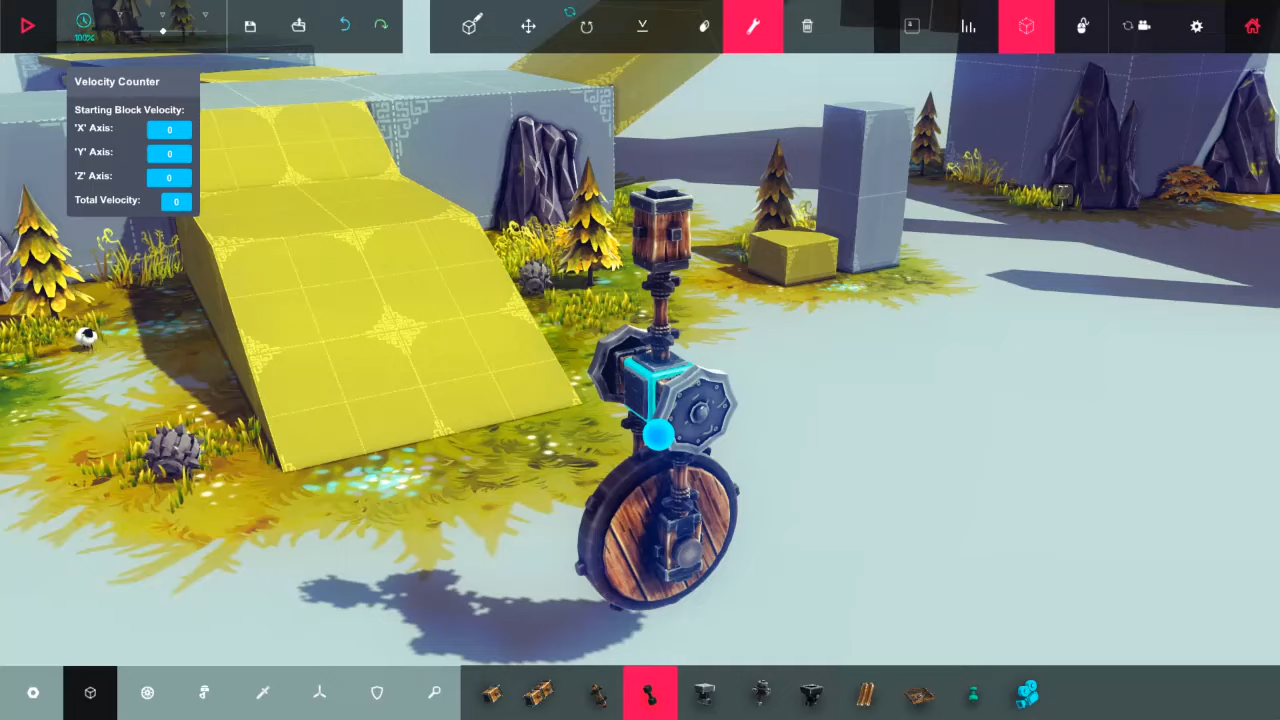 100%
Velocity Counter
Starting Block Velocity:
'X' Axis: 0
'Y' Axis: 0
'Z' Axis: 0
Total Velocity: 0